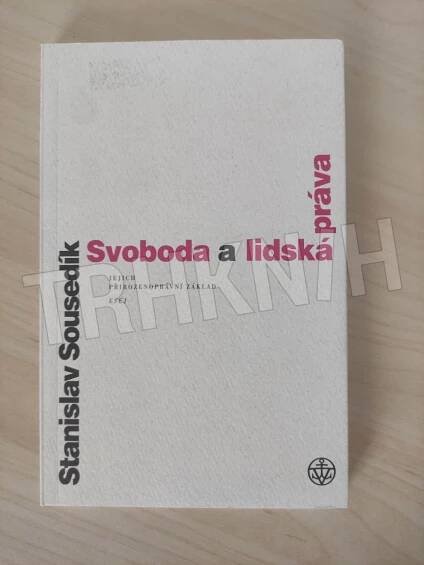 Stanislav Sousedík
Svoboda a lidská
práva
JEJICH
PŘIROZENOPRÁVNÍ ZÁKLAD
ESEJ
TRHKNIH